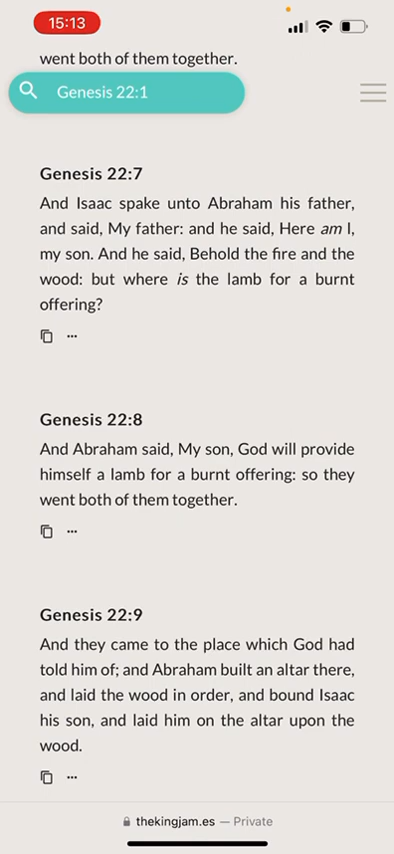 15:13
went both of them together.
Genesis 22:1
Genesis 22:7
And Isaac spake unto Abraham his father,
and said, My father: and he said, Here am I,
my son. And he said, Behold the fire and the
wood: but where is the lamb for a burnt
offering?
Genesis 22:8
And Abraham said, My son, God will provide
himself a lamb for a burnt offering: so they
went both of them together.
Genesis 22:9
And they came to the place which God had
told him of; and Abraham built an altar there,
and laid the wood in order, and bound Isaac
his son, and laid him on the altar upon the
wood.
thekingjam.es — Private